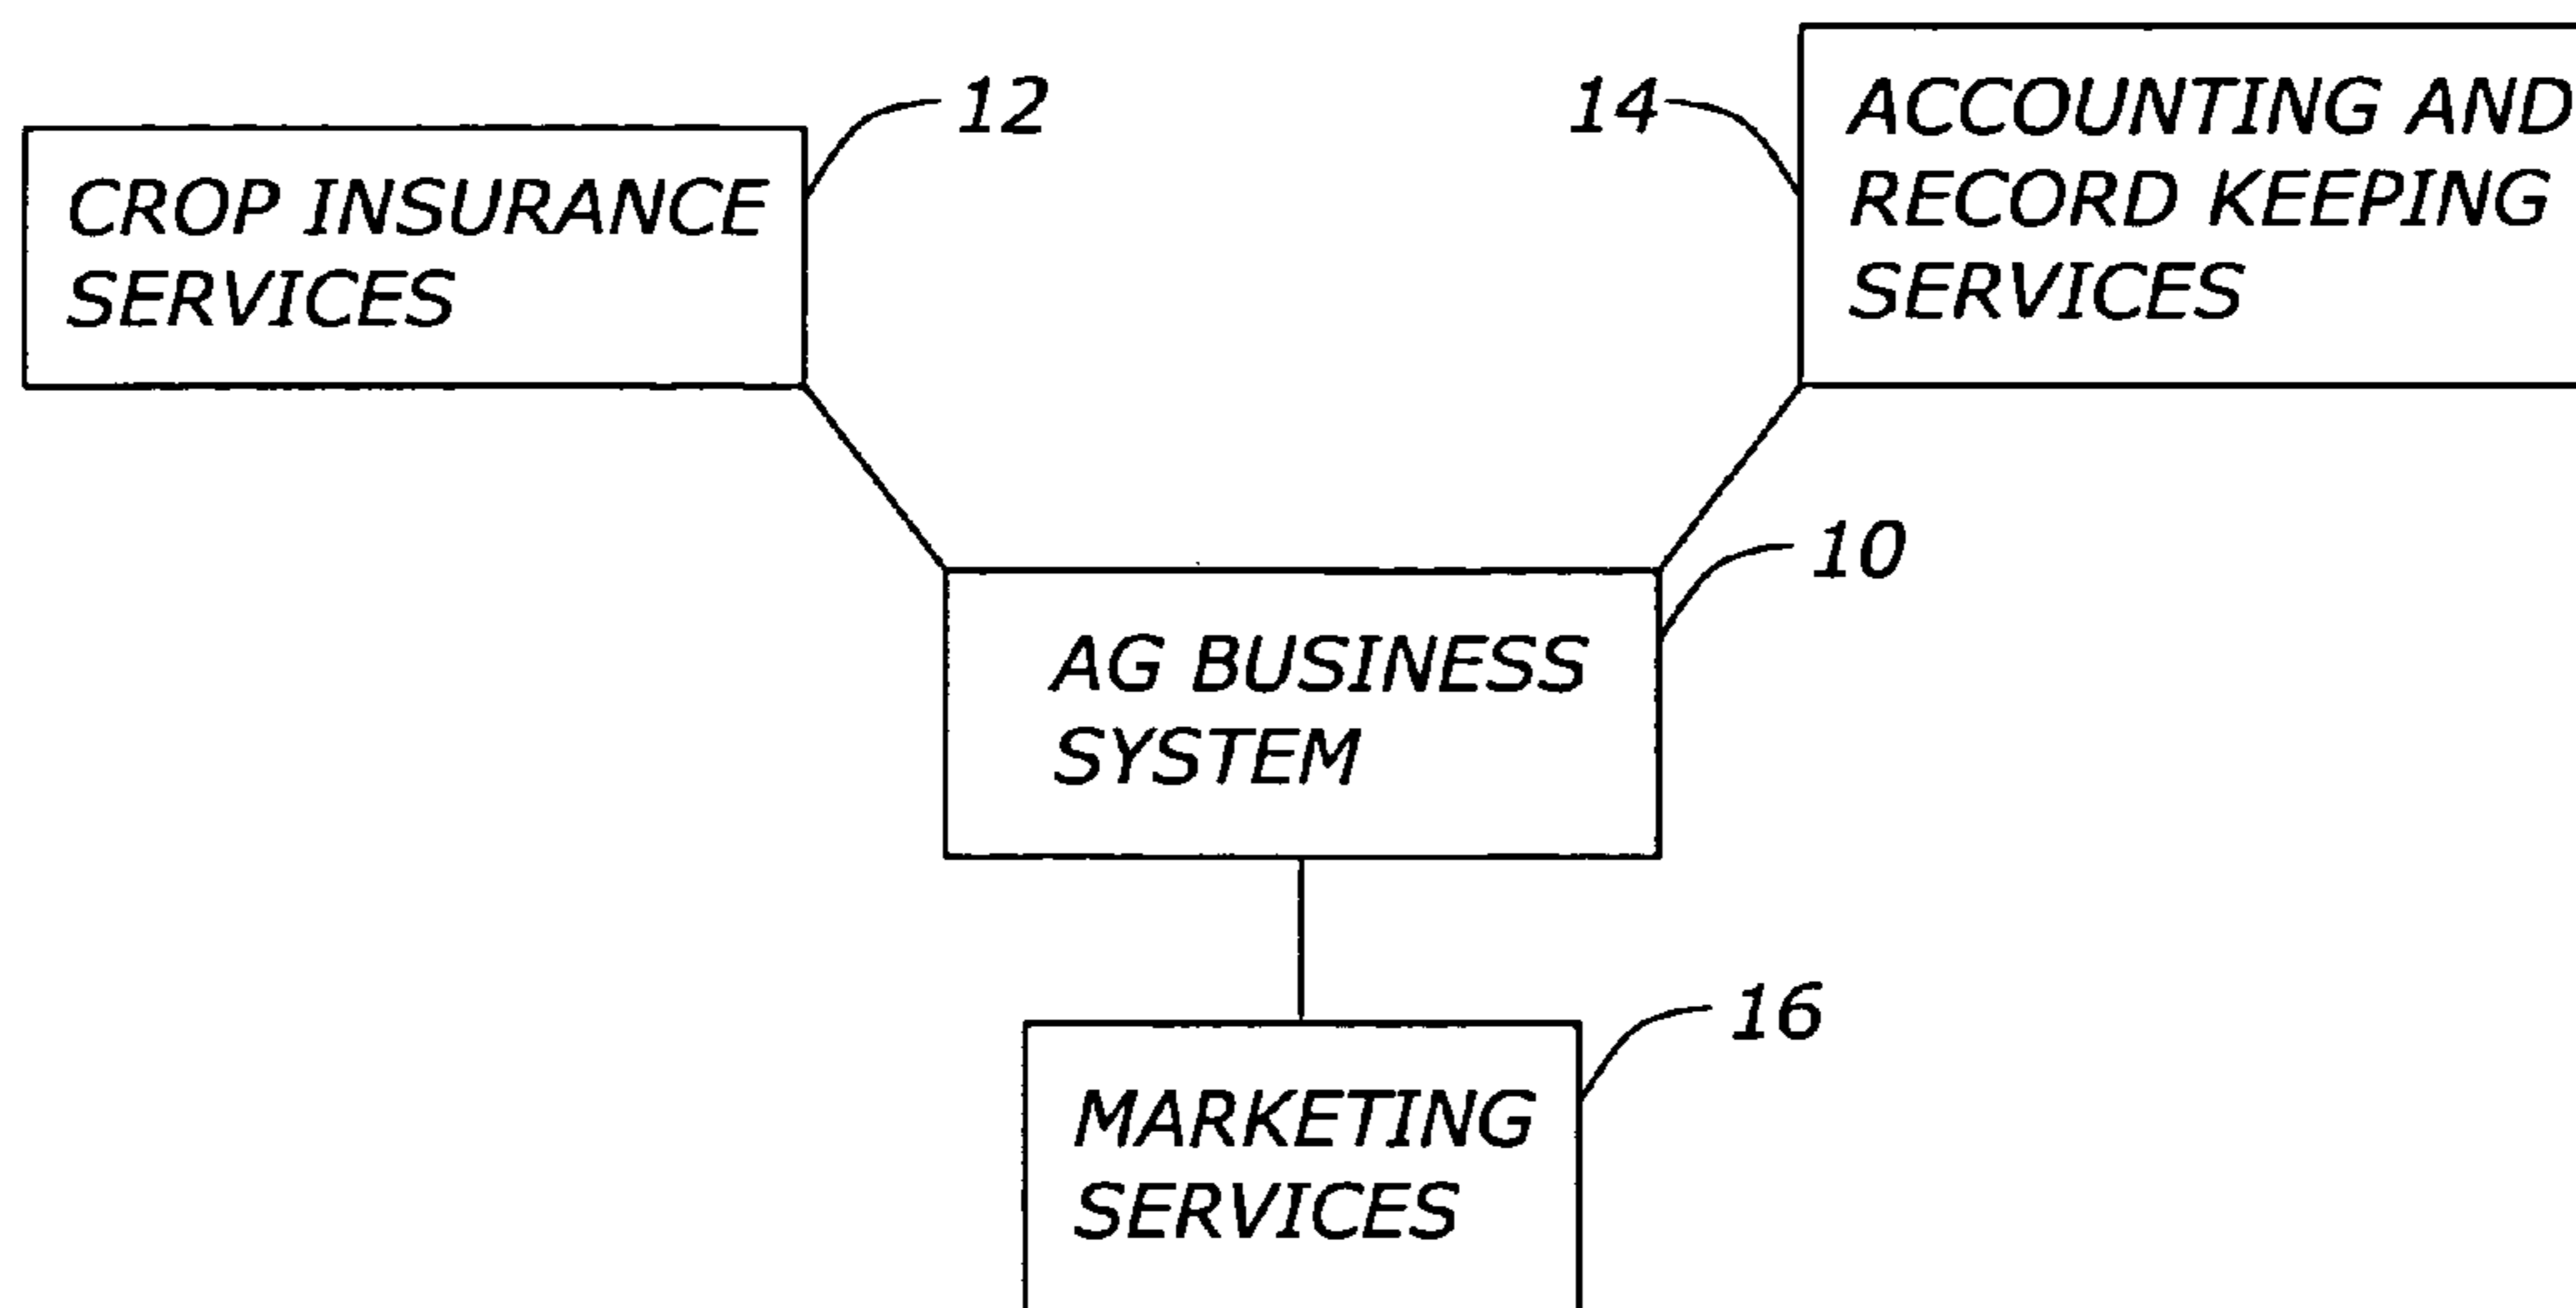 12
CROP INSURANCE
SERVICES
14
ACCOUNTING AND
RECORD KEEPING
SERVICES
10
AG BUSINESS
SYSTEM
16
MARKETING
SERVICES